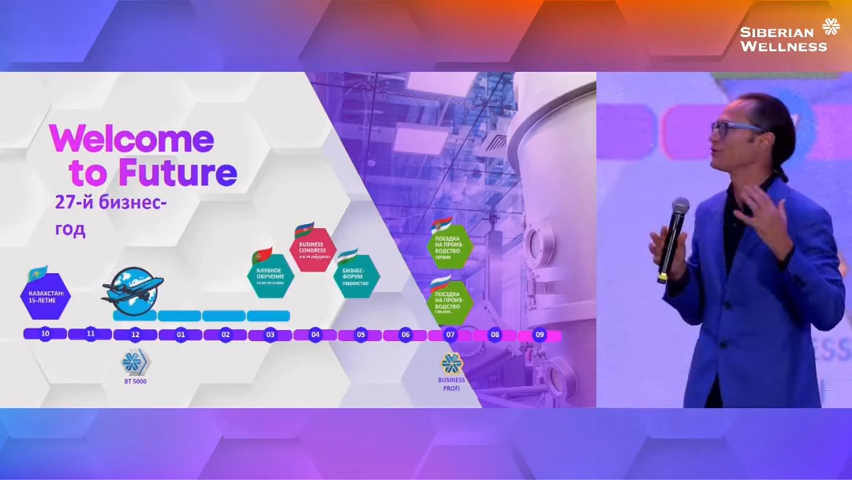 SIBERIAN
WELLNESS
Welcome
to Future
27-й бизнес-
год
КАЗАХСТАН:
15-ЛЕТИЕ
КЛУБНОЕ
ОБУЧЕНИЕ
BUSINESS
CONGRESS
БИЗНЕС-
ФОРУМ
УЗБЕКИСТАН
ПОЕЗДКА
НА ПРОИЗ-
ВОДСТВО
СЕРБИЯ
ПОЕЗДКА
НА ПРОИЗ-
ВОДСТВО
10 11 12 01 02 03 04 05 06 07 08 09
BT 5000
BUSINESS
PROFI